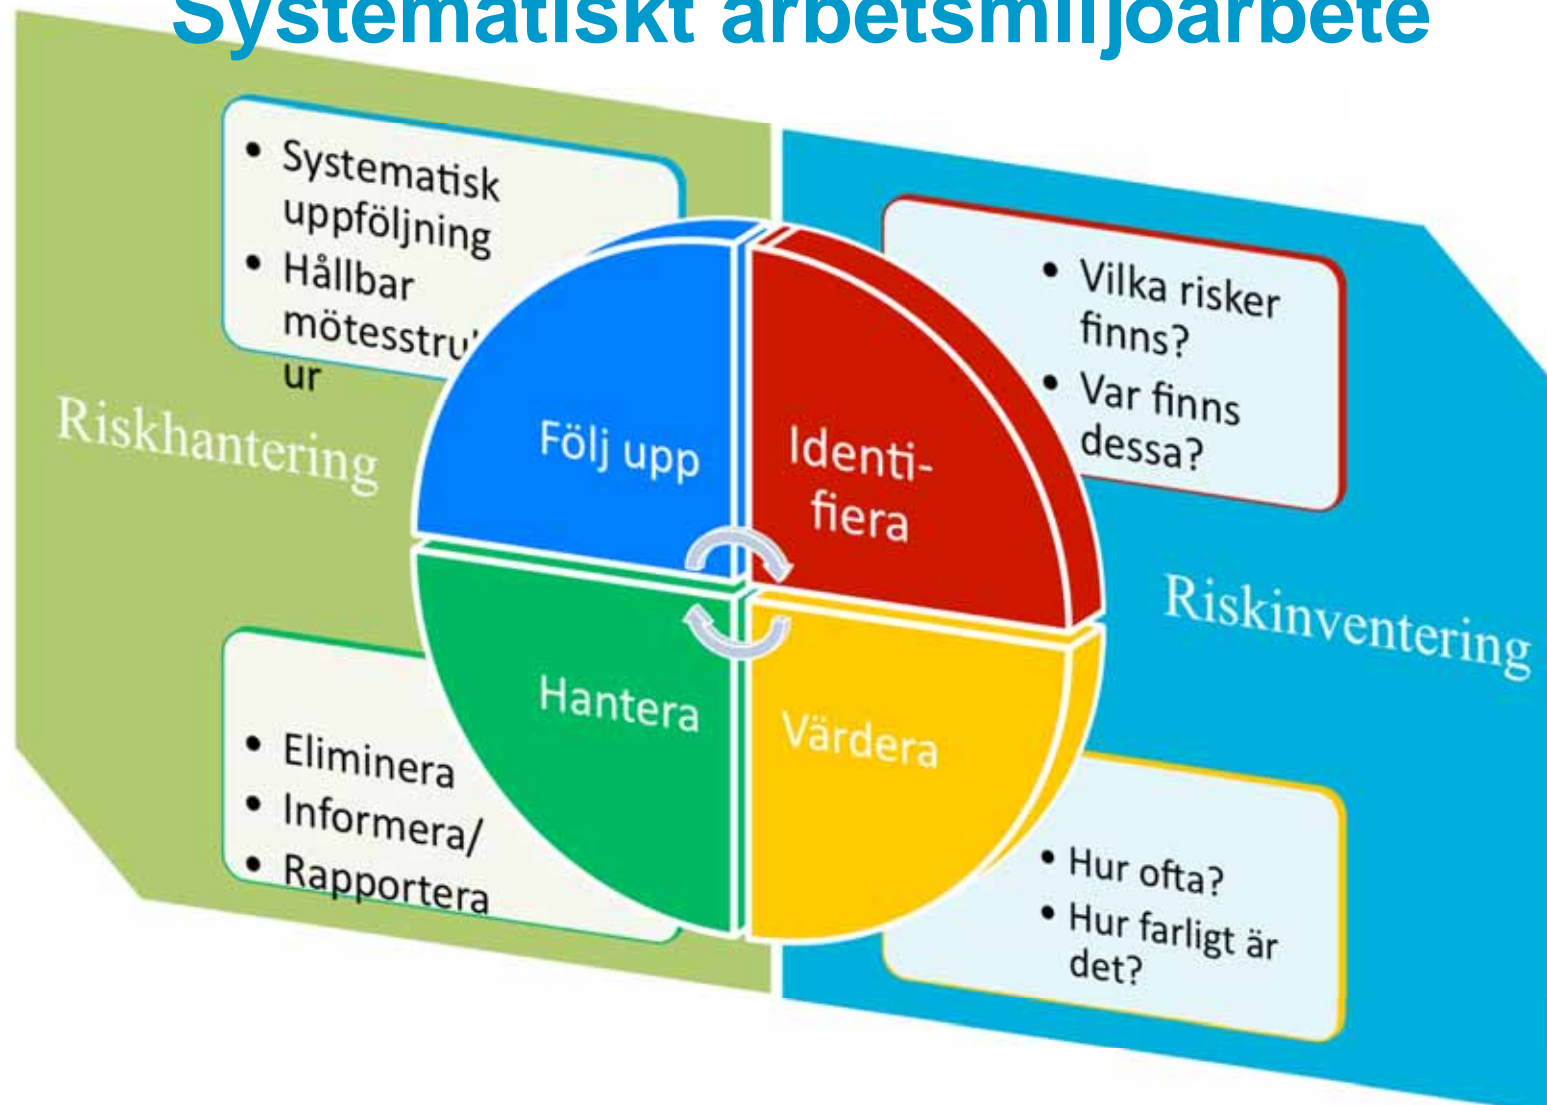 Systematiskt arbetsmiljöarbete
• Systematisk
uppföljning
• Hållbar
mötesstru
ur
Riskhantering
• Vilka risker
finns?
• Var finns
dessa?
Följ upp
Identi-
fiera
Riskinventering
Hantera
Värdera
• Eliminera
• Informera/
• Rapportera
• Hur ofta?
• Hur farligt är
det?